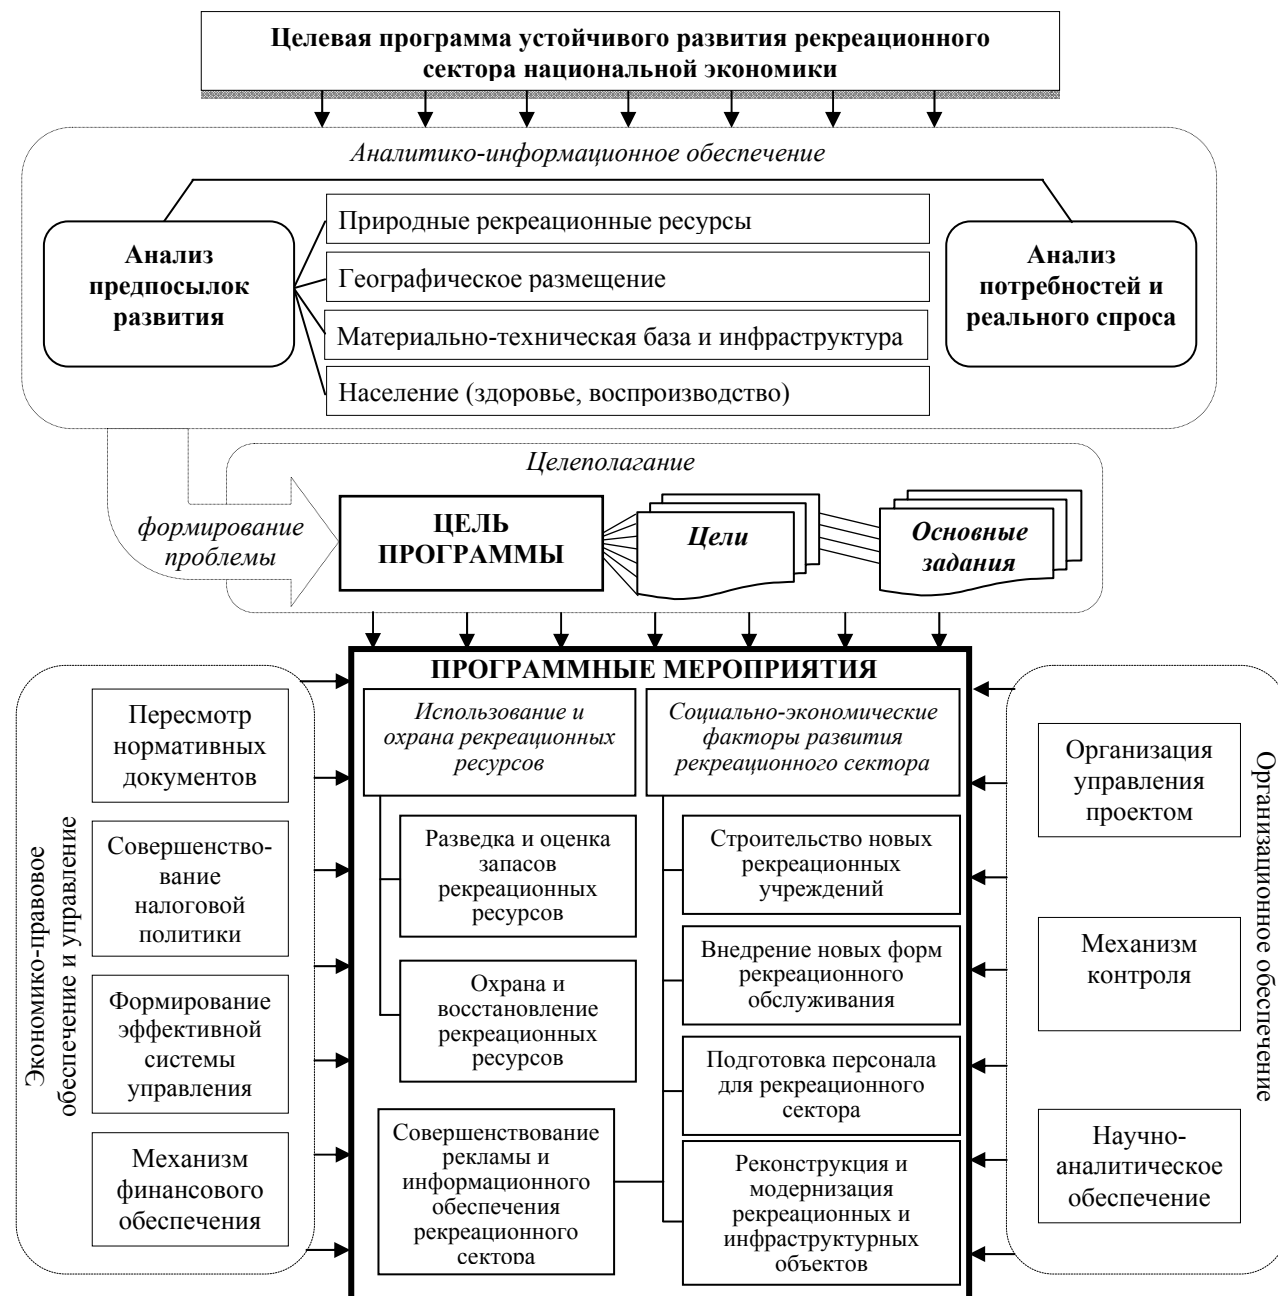 Целевая программа устойчивого развития рекреационного
сектора национальной экономики
Аналитико-информационное обеспечение
Анализ
предпосылок
развития
Природные рекреационные ресурсы
Географическое размещение
Материально-техническая база и инфраструктура
Население (здоровье, воспроизводство)
Анализ
потребностей и
реального спроса
Целеполагание
формирование
проблемы
ЦЕЛЬ
ПРОГРАММЫ
Цели
Основные
задания
Экономико-правовое
обеспечение и управление
Пересмотр
нормативных
документов
Совершенство-
вание
налоговой
политики
Формирование
эффективной
системы
управления
Механизм
финансового
обеспечения
ПРОГРАММНЫЕ МЕРОПРИЯТИЯ
Использование и
охрана рекреационных
ресурсов
Разведка и оценка
запасов
рекреационных
ресурсов
Охрана и
восстановление
рекреационных
ресурсов
Совершенствование
рекламы и
информационного
обеспечения
рекреационного
сектора
Социально-экономические
факторы развития
рекреационного сектора
Строительство новых
рекреационных
учреждений
Внедрение новых форм
рекреационного
обслуживания
Подготовка персонала
для рекреационного
сектора
Реконструкция и
модернизация
рекреационных и
инфраструктурных
объектов
Организация
управления
проектом
Механизм
контроля
Научно-
аналитическое
обеспечение
Организационное обеспечение